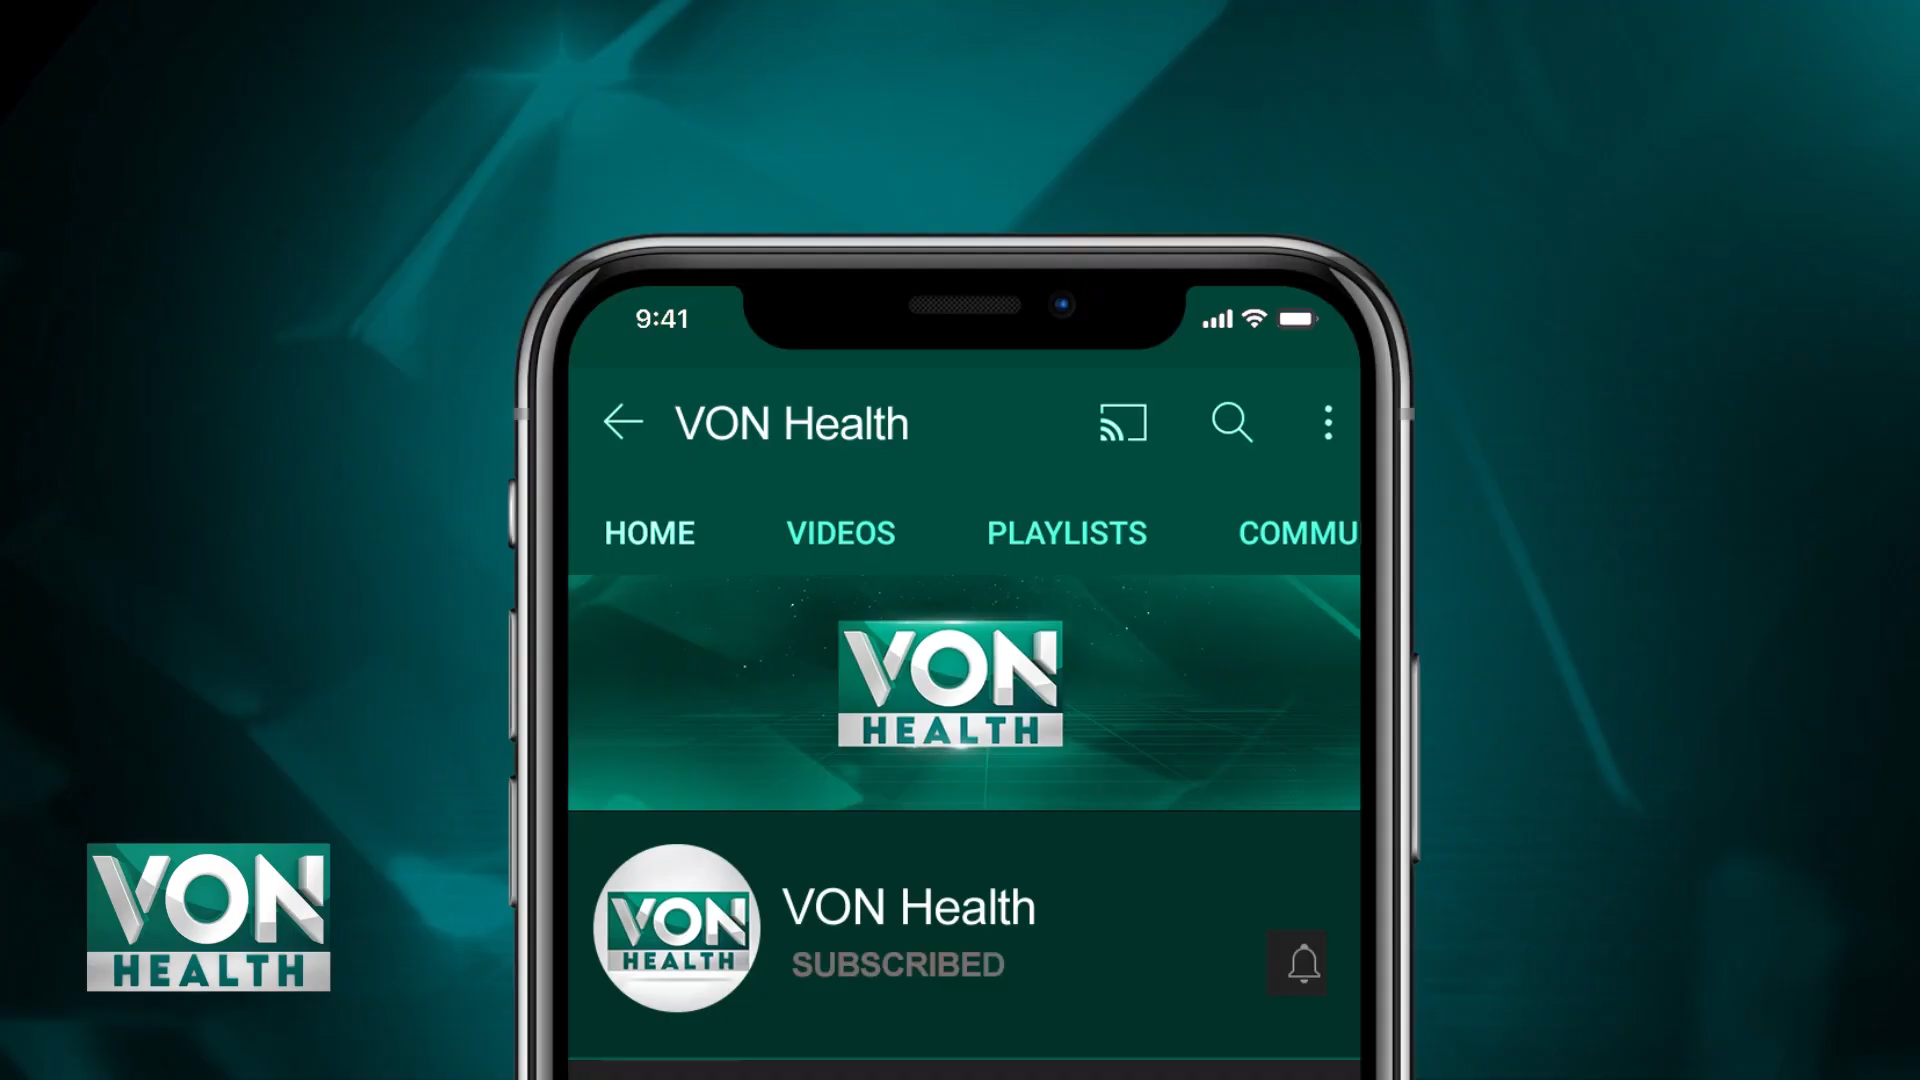 9:41
VON Health
HOME VIDEOS PLAYLISTS COMMU
VON
HEALTH
VON
HEALTH
VON Health
SUBSCRIBED
VON
HEALTH